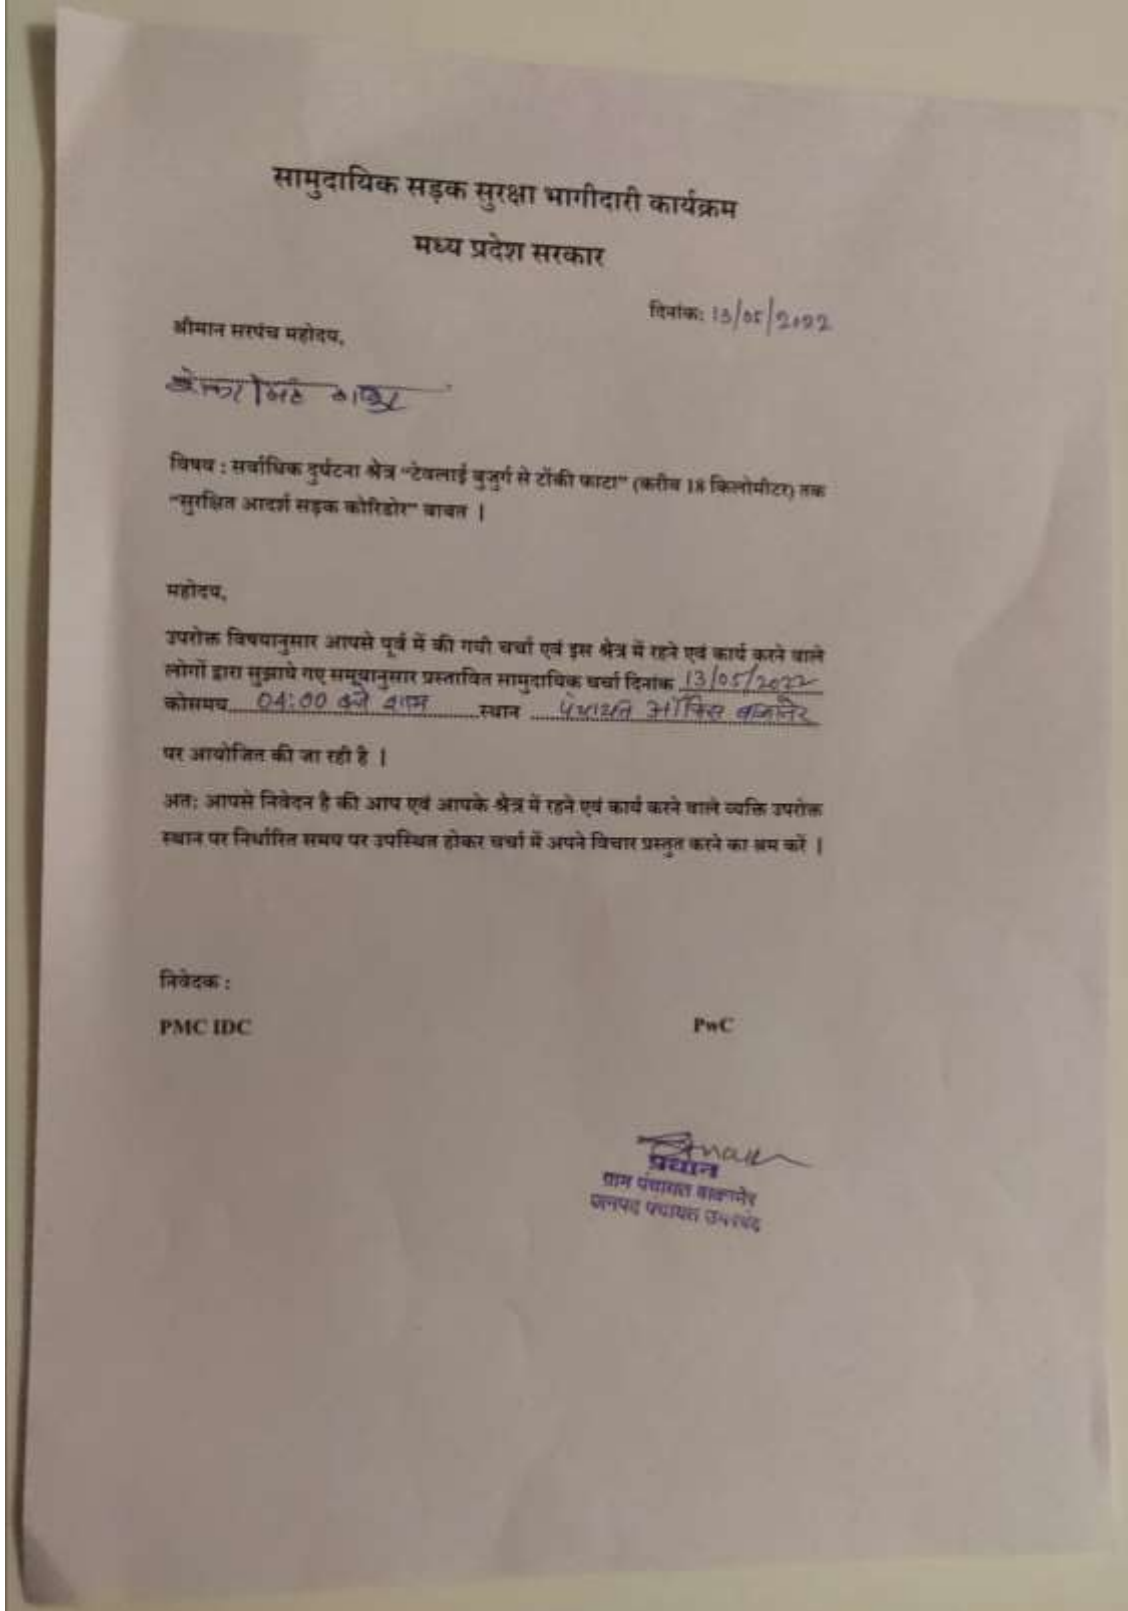 सामुदायिक सड़क सुरक्षा भागीदारी कार्यक्रम
मध्य प्रदेश सरकार
दिनांक: 13/05/2022
श्रीमान सरपंच महोदय,
विषय : सर्वाधिक दुर्घटना श्रेत्र “टेवलाई बुजुर्ग से टोंकी फाटा” (करीब 18 किलोमीटर) तक
“सुरक्षित आदर्श सड़क कोरिडोर” बाबत |
महोदय,
उपरोक्त विषयानुसार आपसे पूर्व में की गयी चर्चा एवं इस श्रेत्र में रहने एवं कार्य करने वाले
लोगों द्वारा सुझाये गए समयानुसार प्रस्तावित सामुदायिक चर्चा दिनांक 13/05/2022
कोसमय 04:00 बजे शाम स्थान पंचायत ऑफिस बाकानेर
पर आयोजित की जा रही है |
अत: आपसे निवेदन है की आप एवं आपके श्रेत्र में रहने एवं कार्य करने वाले व्यक्ति उपरोक्त
स्थान पर निर्धारित समय पर उपस्थित होकर चर्चा में अपने विचार प्रस्तुत करने का श्रम करें |
निवेदक :
PMC IDC PwC
प्रधान
ग्राम पंचायत बाकानेर
जनपद पंचायत उमरबंद